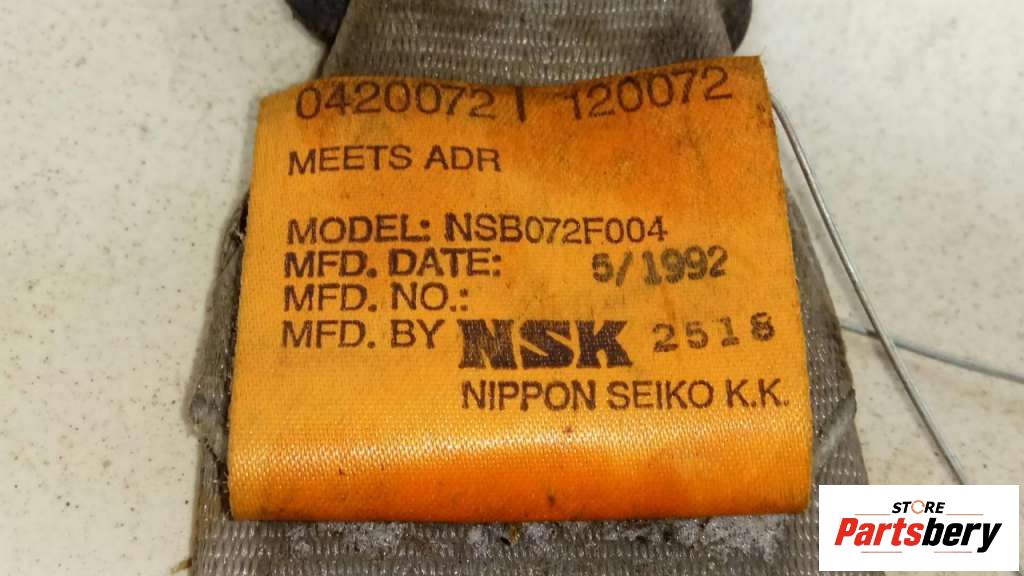 0420072 | 120072
MEETS ADR
MODEL: NSB072F004
MFD. DATE: 5/1992
MFD. NO.:
MFD. BY NSK 2518
NIPPON SEIKO K.K.
STORE
Partsbery